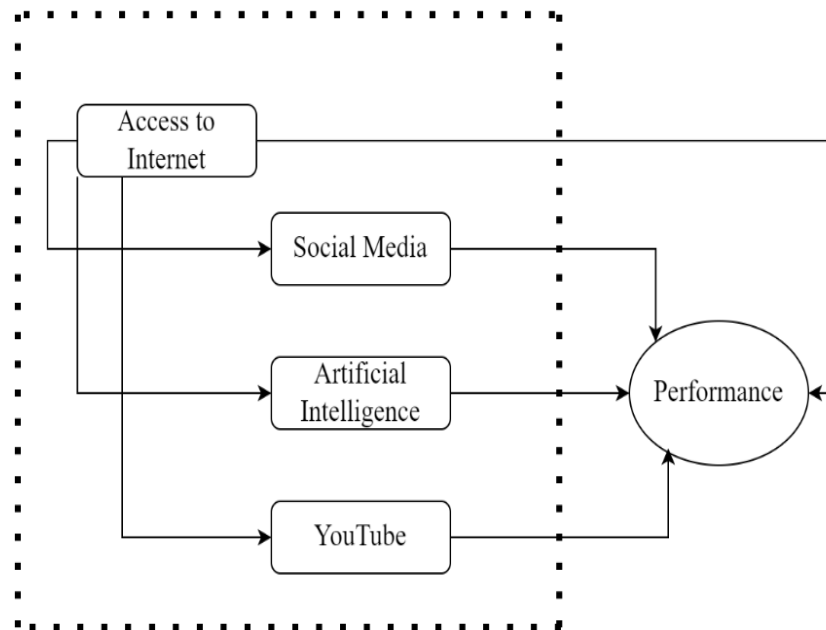 Access to
Internet
Social Media
Artificial
Intelligence
Performance
YouTube